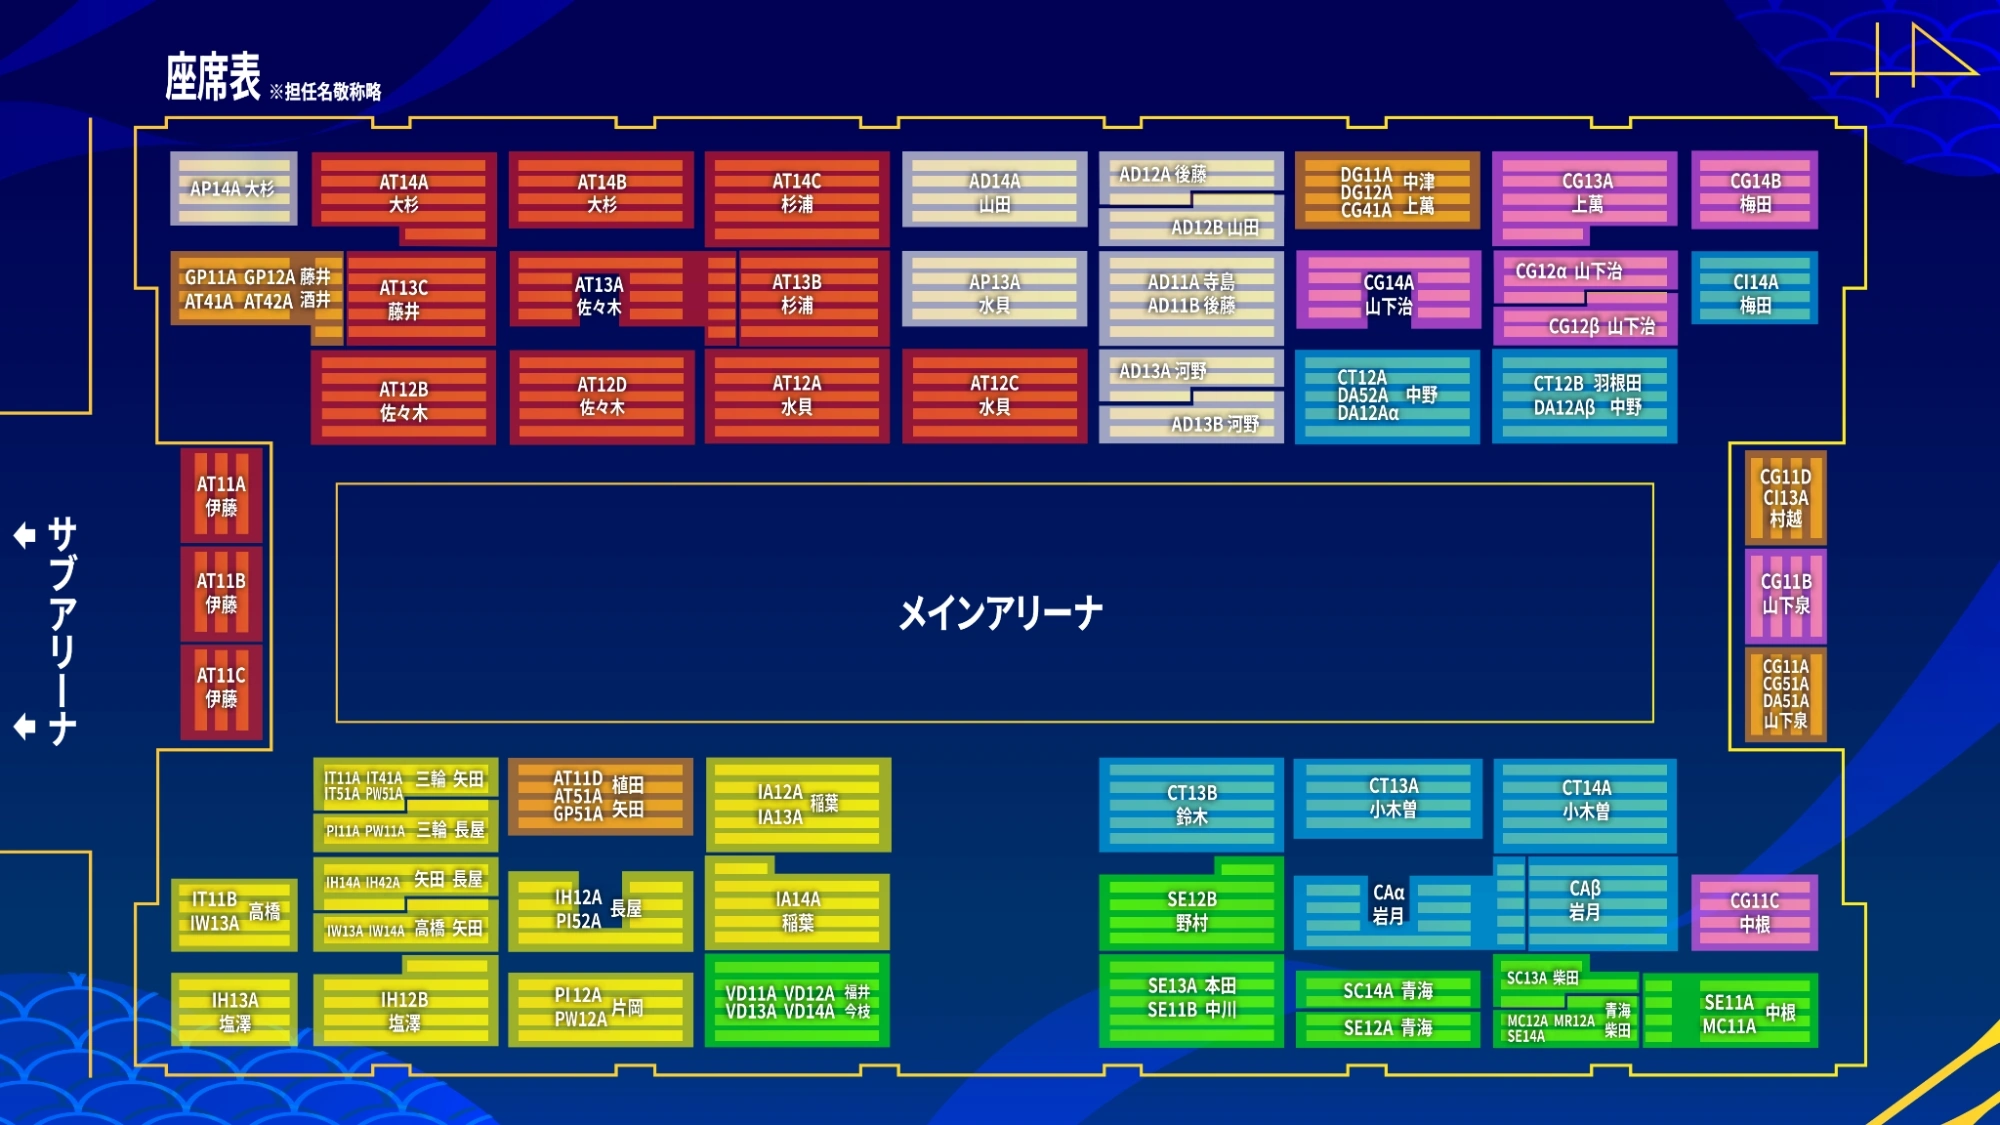 座席表 ※担任名敬称略
AP14A 大杉
AT14A
大杉
AT14B
大杉
AT14C
杉浦
AD14A
山田
AD12A 後藤
AD12B 山田
DG11A
DG12A
CG41A
中津
上萬
CG13A
上萬
CG14B
梅田
GP11A GP12A 藤井
AT41A AT42A 酒井
AT13C
藤井
AT13A
佐々木
AT13B
杉浦
AP13A
水貝
AD11A 寺島
AD11B 後藤
CG14A
山下治
CG12α 山下治
CG12β 山下治
CI14A
梅田
AT12B
佐々木
AT12D
佐々木
AT12A
水貝
AT12C
水貝
AD13A 河野
AD13B 河野
CT12A
DA52A 中野
DA12Aα
CT12B 羽根田
DA12Aβ 中野
AT11A
伊藤
AT11B
伊藤
AT11C
伊藤
サブアリーナ
メインアリーナ
CG11D
CI13A
村越
CG11B
山下泉
CG11A
CG51A
DA51A
山下泉
IT11A IT41A 三輪 矢田
IT51A PW51A
PI11A PW11A 三輪 長屋
AT11D
AT51A
GP51A
植田
矢田
IA12A
IA13A
稲葉
CT13B
鈴木
CT13A
小木曽
CT14A
小木曽
IT11B
IW13A
高橋
IH14A IH42A 矢田 長屋
IW13A IW14A 高橋 矢田
IH12A
PI52A
長屋
IA14A
稲葉
SE12B
野村
CAα
岩月
CAβ
岩月
CG11C
中根
IH13A
塩澤
IH12B
塩澤
PI12A
PW12A
片岡
VD11A VD12A 福井
VD13A VD14A 今枝
SE13A 本田
SE11B 中川
SC14A 青海
SE12A 青海
SC13A 柴田
MC12A MR12A 青海
SE14A 柴田
SE11A
MC11A
中根